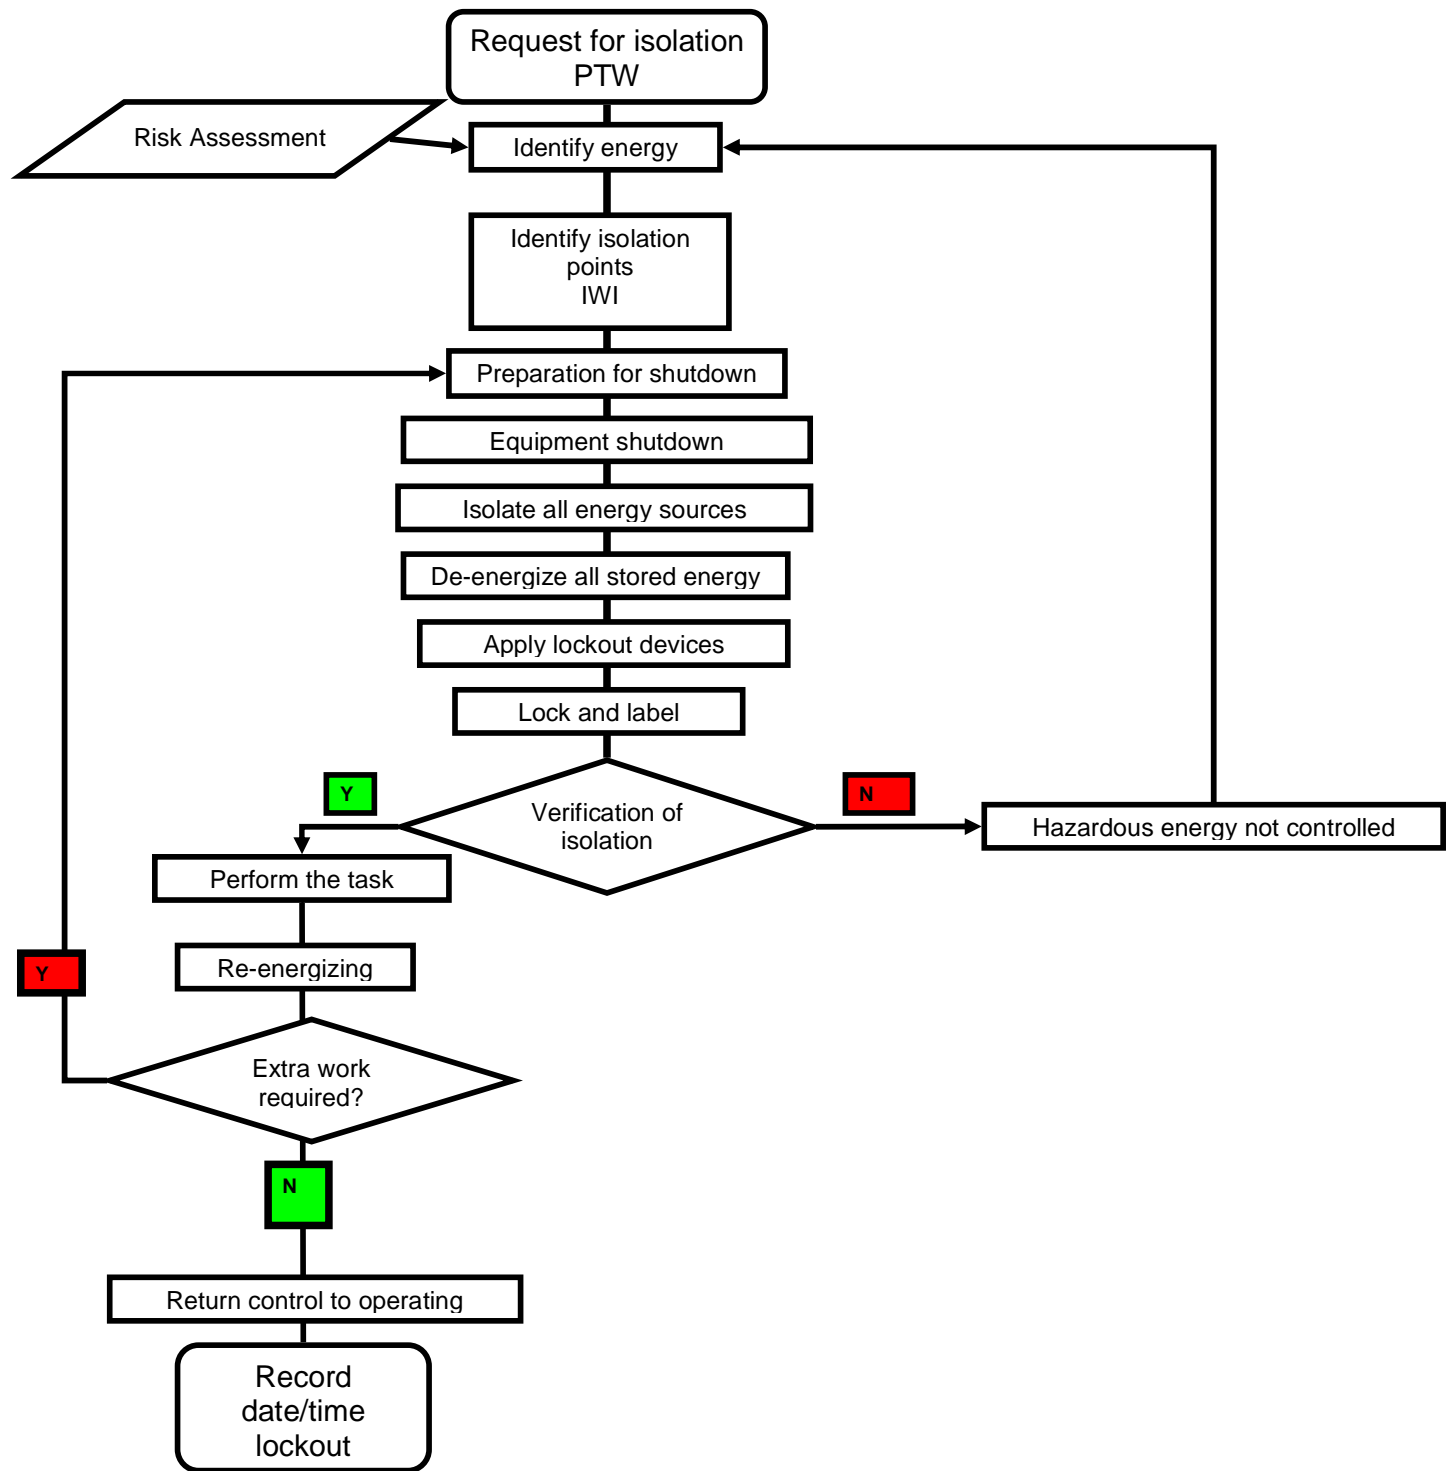 Request for isolation
PTW
Risk Assessment
Identify energy
Identify isolation
points
IWI
Preparation for shutdown
Equipment shutdown
Isolate all energy sources
De-energize all stored energy
Apply lockout devices
Lock and label
Y
N
Verification of
isolation
Hazardous energy not controlled
Perform the task
Re-energizing
Y
Extra work
required?
N
Return control to operating
Record
date/time
lockout